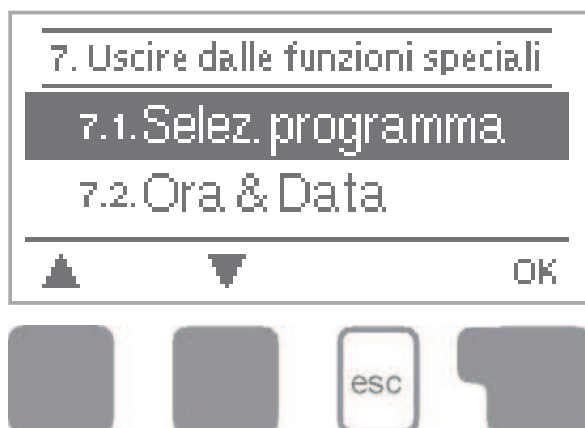 7. Uscire dalle funzioni speciali
7.1. Selez. programma
7.2. Ora & Data
OK
esc